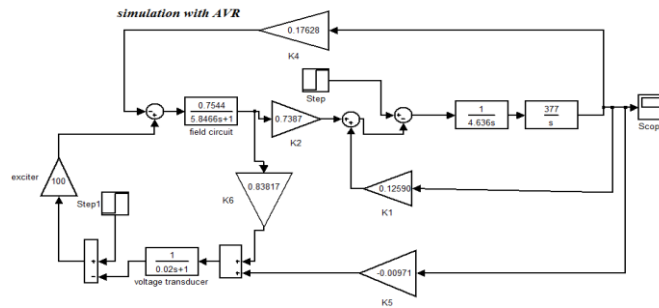 simulation with AVR
0.17628
K4
Step
0.7544
5.8466s+1
field circuit
0.7387
K2
1
4.636s
377
s
Scop
exciter
100
Step1
K6
0.83817
0.12590
K1
1
0.02s+1
voltage transducer
-0.00971
K5